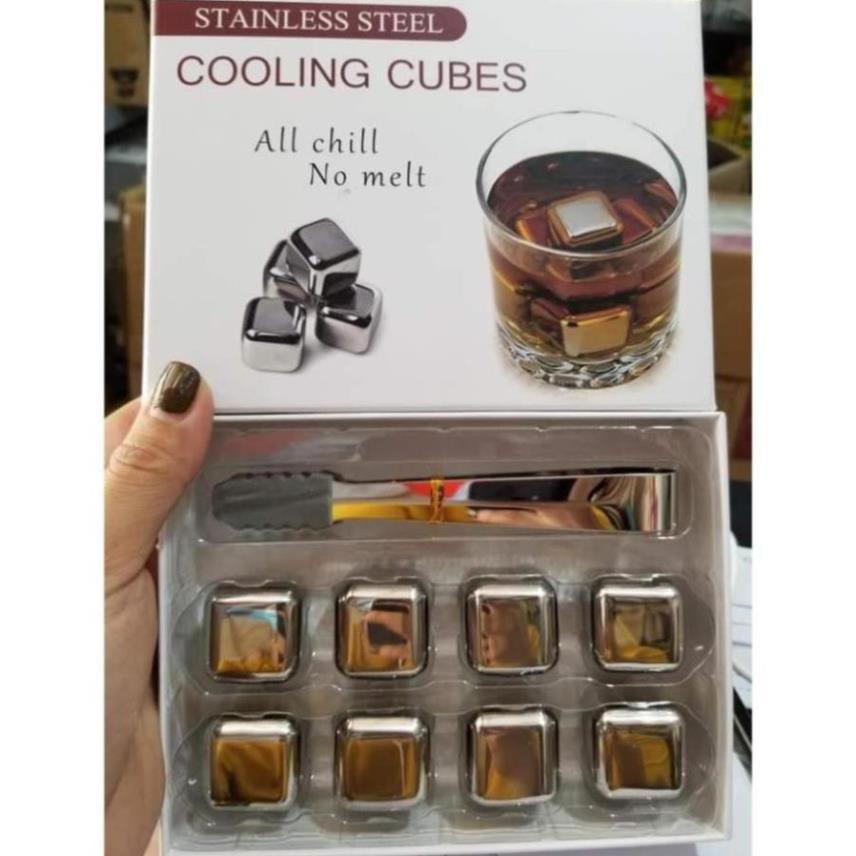 STAINLESS STEEL
COOLING CUBES
All chill
No melt